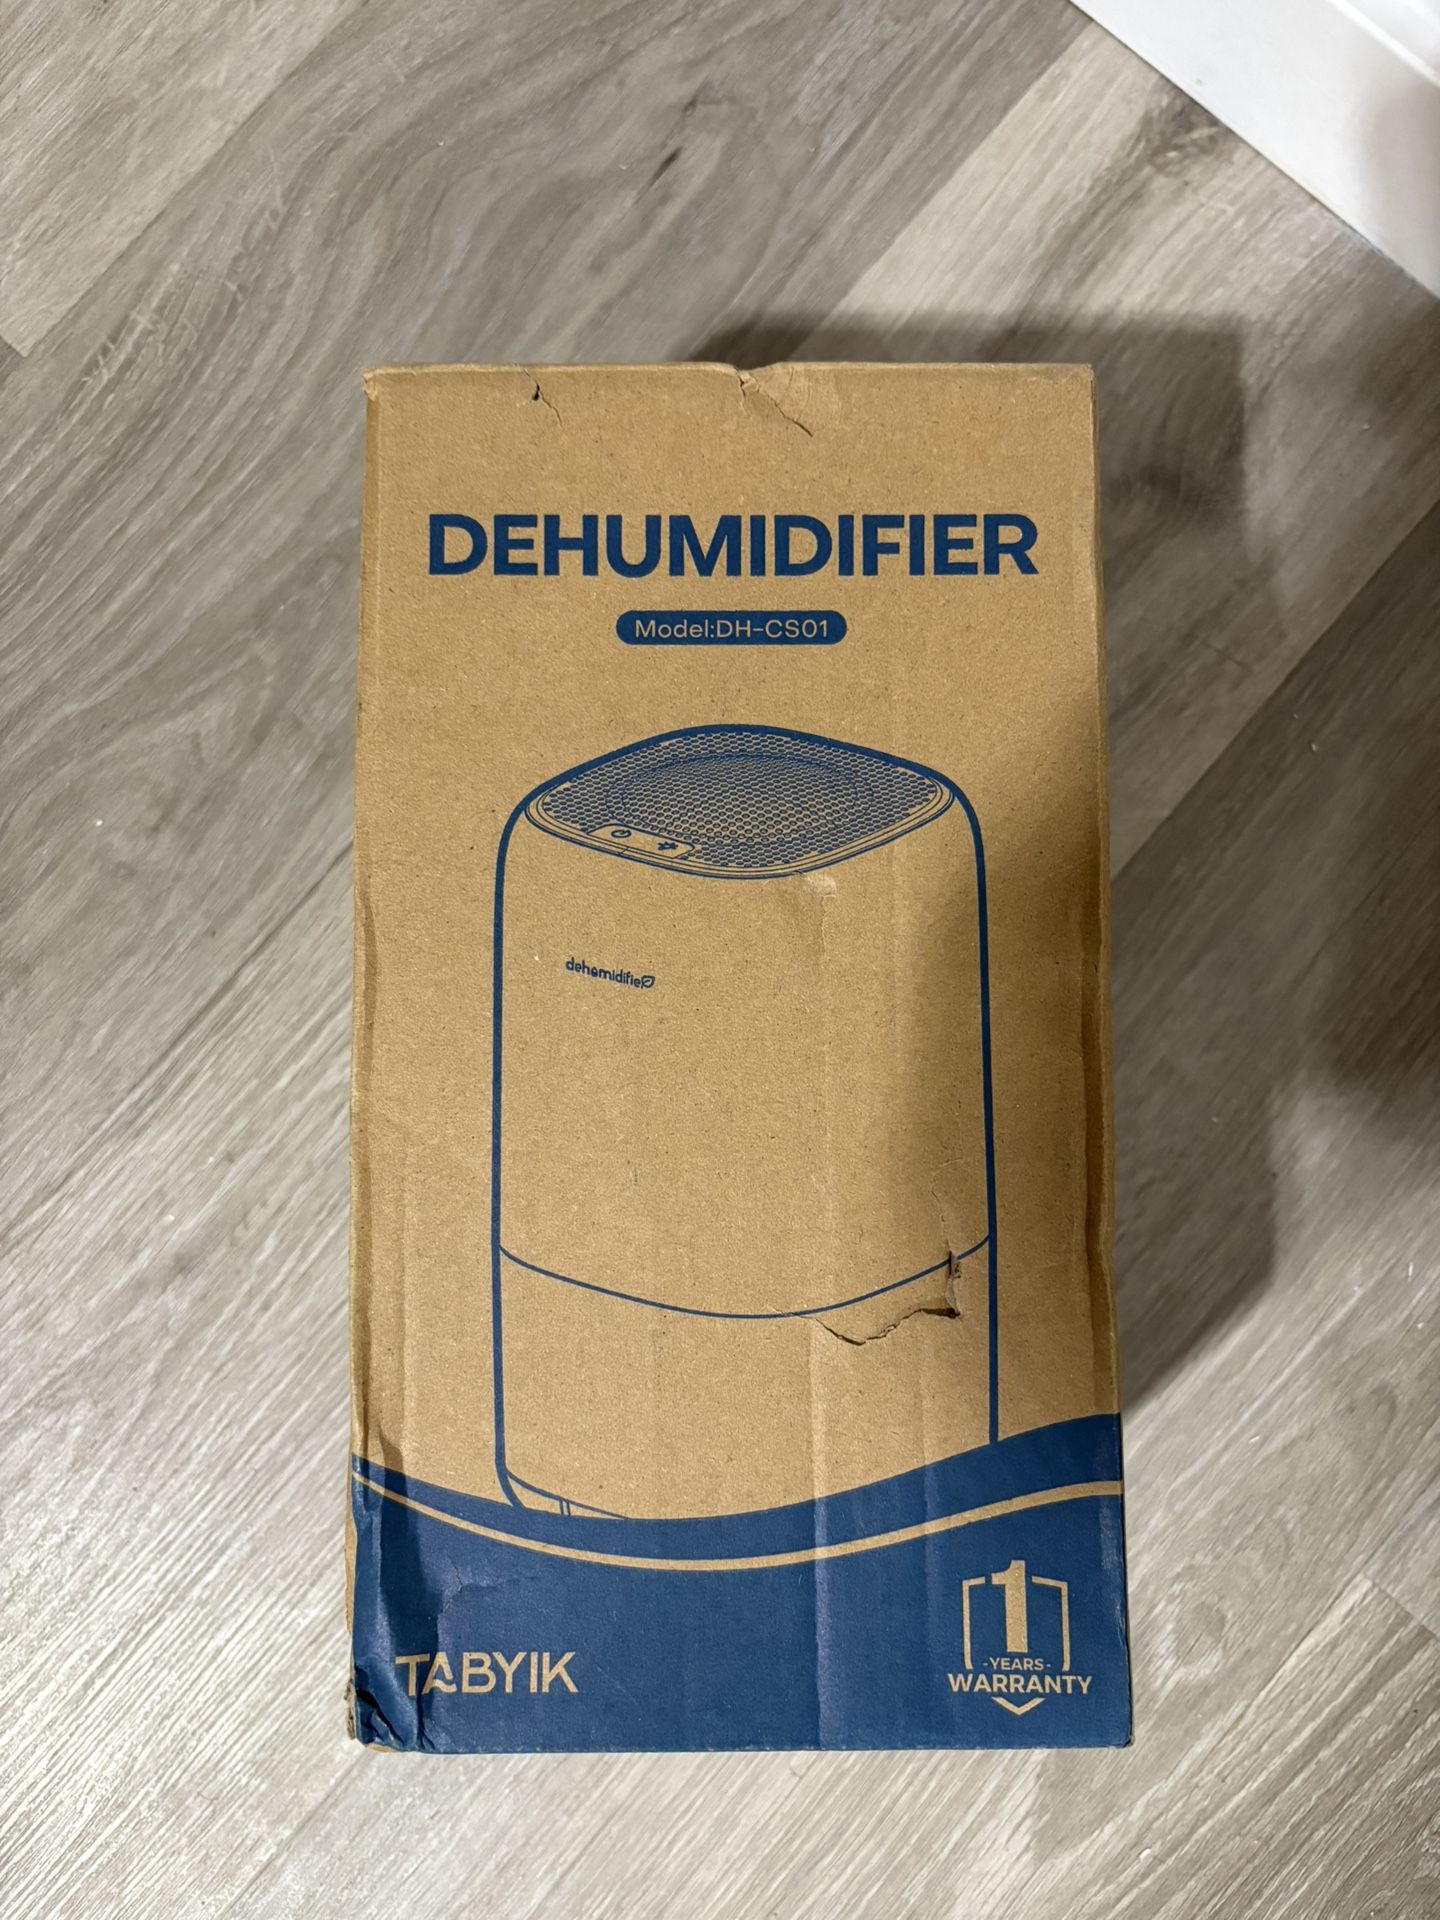 DEHUMIDIFIER
Model:DH-CS01
dehumidifier
TABYIK
1
-YEARS-
WARRANTY